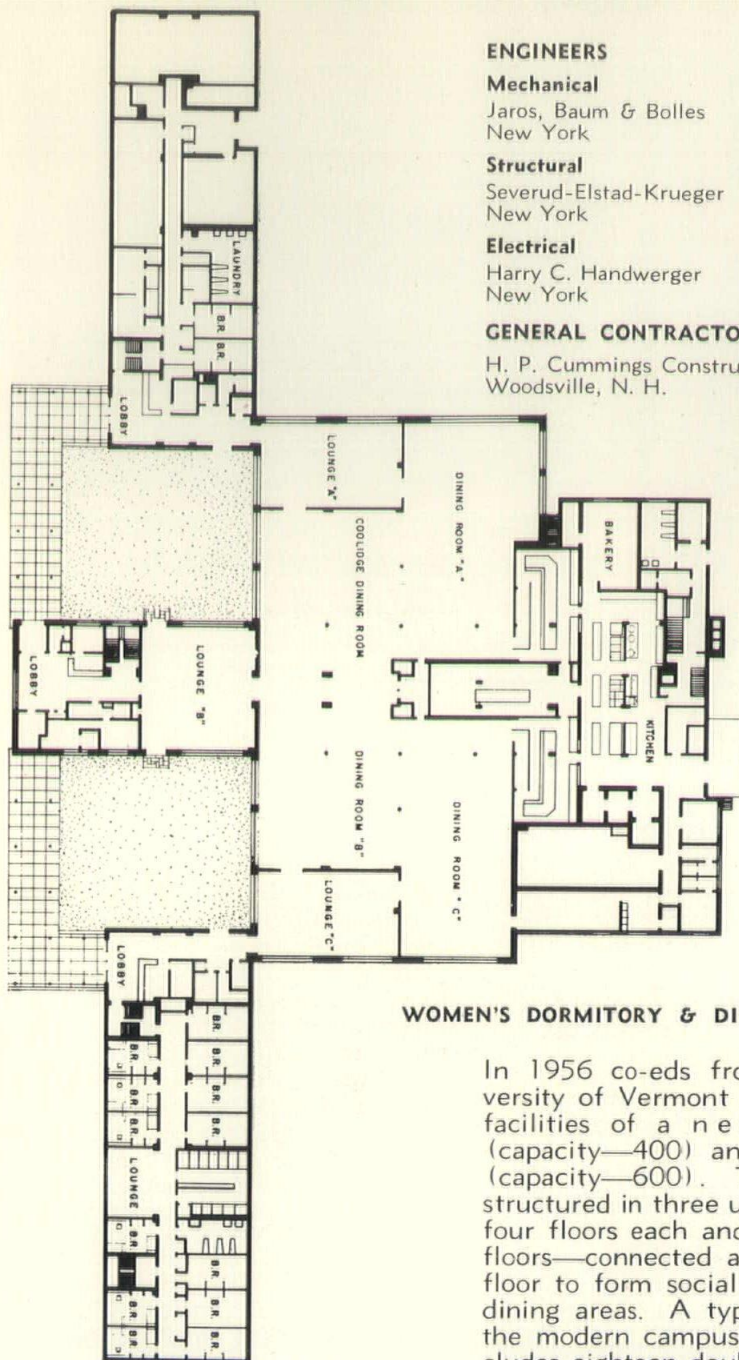 ENGINEERS
Mechanical
Jaros, Baum & Bolles
New York
Structural
Severud-Elstad-Krueger
New York
Electrical
Harry C. Handwerger
New York
GENERAL CONTRACTO
H. P. Cummings Constru
Woodsville, N. H.
LAUNDRY
B.R.
B.R.
LOBBY
LOUNGE "A"
DINING ROOM "A"
COOLIDGE DINING ROOM
BAKERY
KITCHEN
LOBBY
LOUNGE "B"
DINING ROOM "B"
DINING ROOM "C"
LOUNGE "C"
LOBBY
B.R.
B.R.
B.R.
B.R.
B.R.
B.R.
B.R.
LOUNGE
B.R.
B.R.
B.R.
B.R.
B.R.
B.R.
WOMEN'S DORMITORY & DI
In 1956 co-eds fro
versity of Vermont
facilities of a ne
(capacity—400) an
(capacity—600). T
structured in three u
four floors each and
floors—connected a
floor to form social
dining areas. A typ
the modern campus
cludes eighteen doub